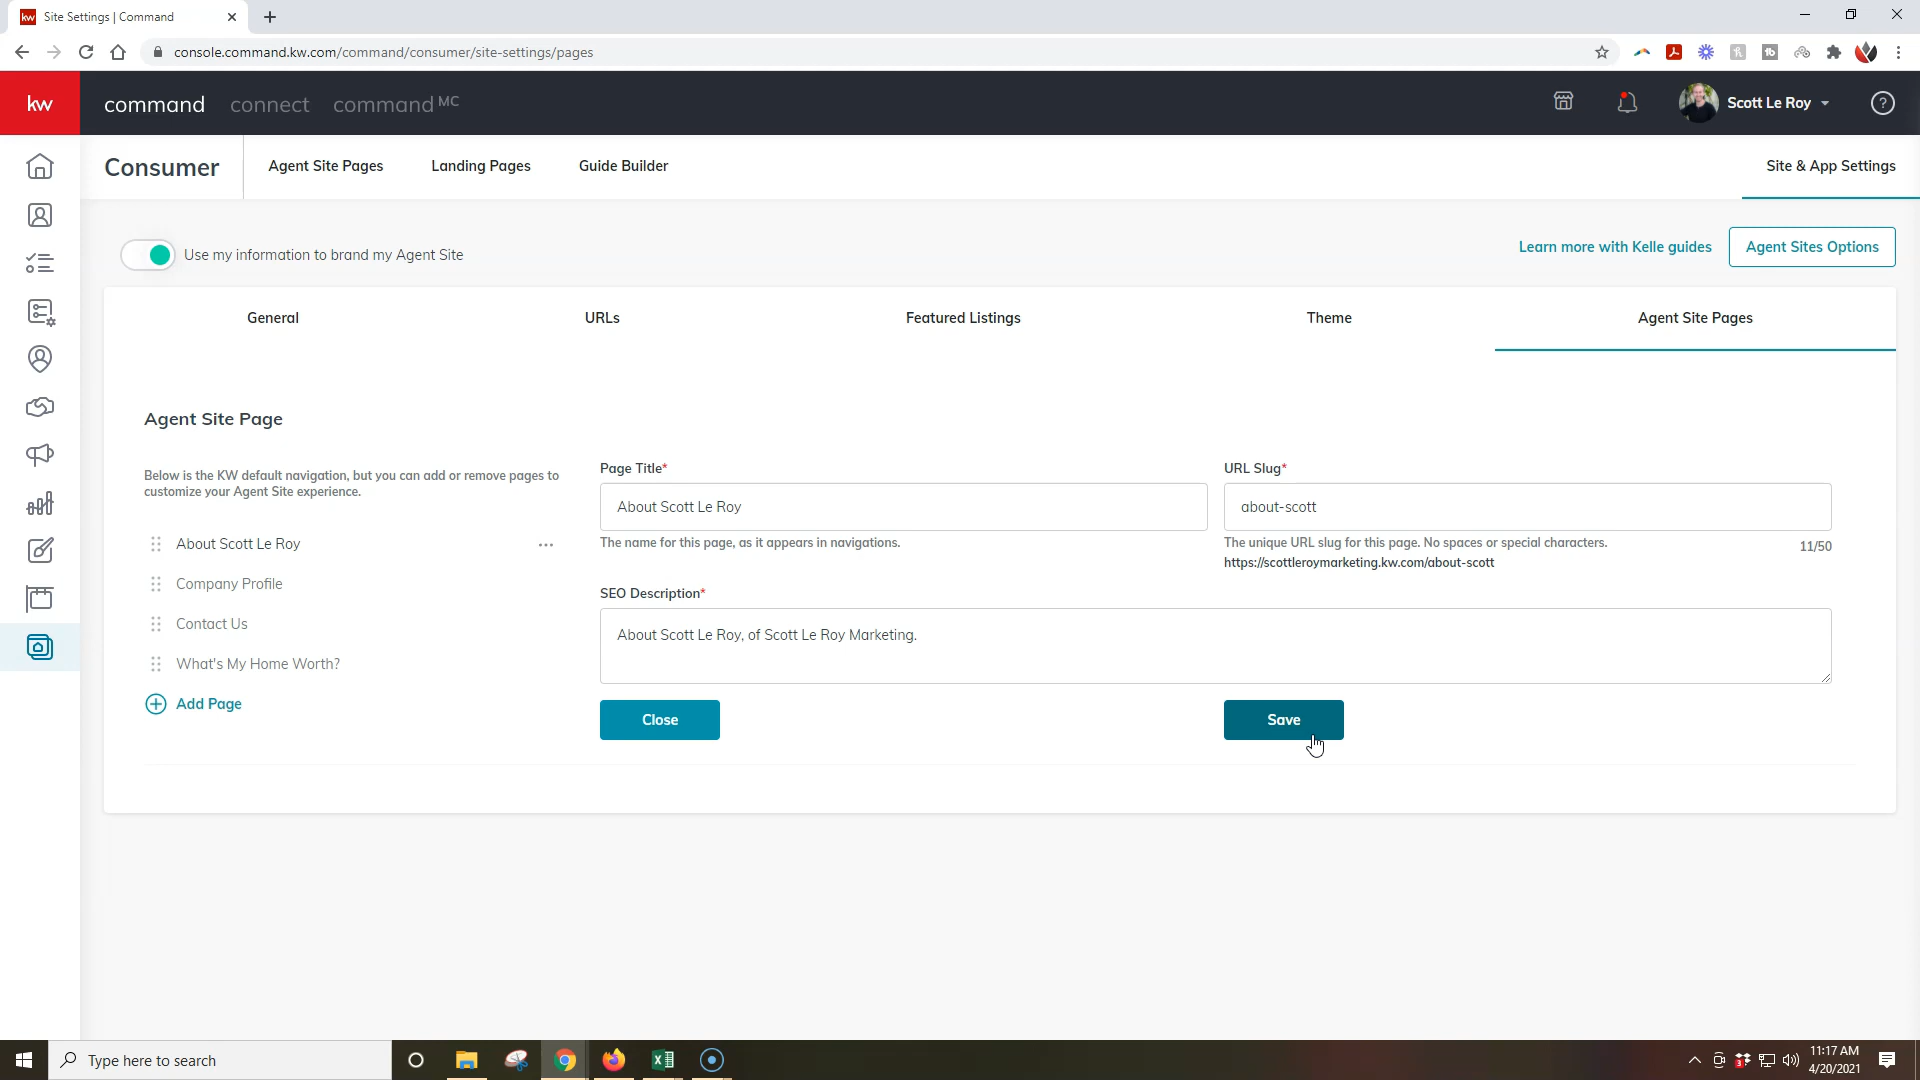 Site Settings | Command
console.command.kw.com/command/consumer/site-settings/pages
kw
command connect command MC
Scott Le Roy
Consumer
Agent Site Pages
Landing Pages
Guide Builder
Site & App Settings
Use my information to brand my Agent Site
Learn more with Kelle guides
Agent Sites Options
General
URLs
Featured Listings
Theme
Agent Site Pages
Agent Site Page
Below is the KW default navigation, but you can add or remove pages to
customize your Agent Site experience.
About Scott Le Roy
Company Profile
Contact Us
What's My Home Worth?
Add Page
Page Title*
About Scott Le Roy
The name for this page, as it appears in navigations.
URL Slug*
about-scott
The unique URL slug for this page. No spaces or special characters.
11/50
https://scottleroymarketing.kw.com/about-scott
SEO Description*
About Scott Le Roy, of Scott Le Roy Marketing.
Close
Save
Type here to search
11:17 AM
4/20/2021